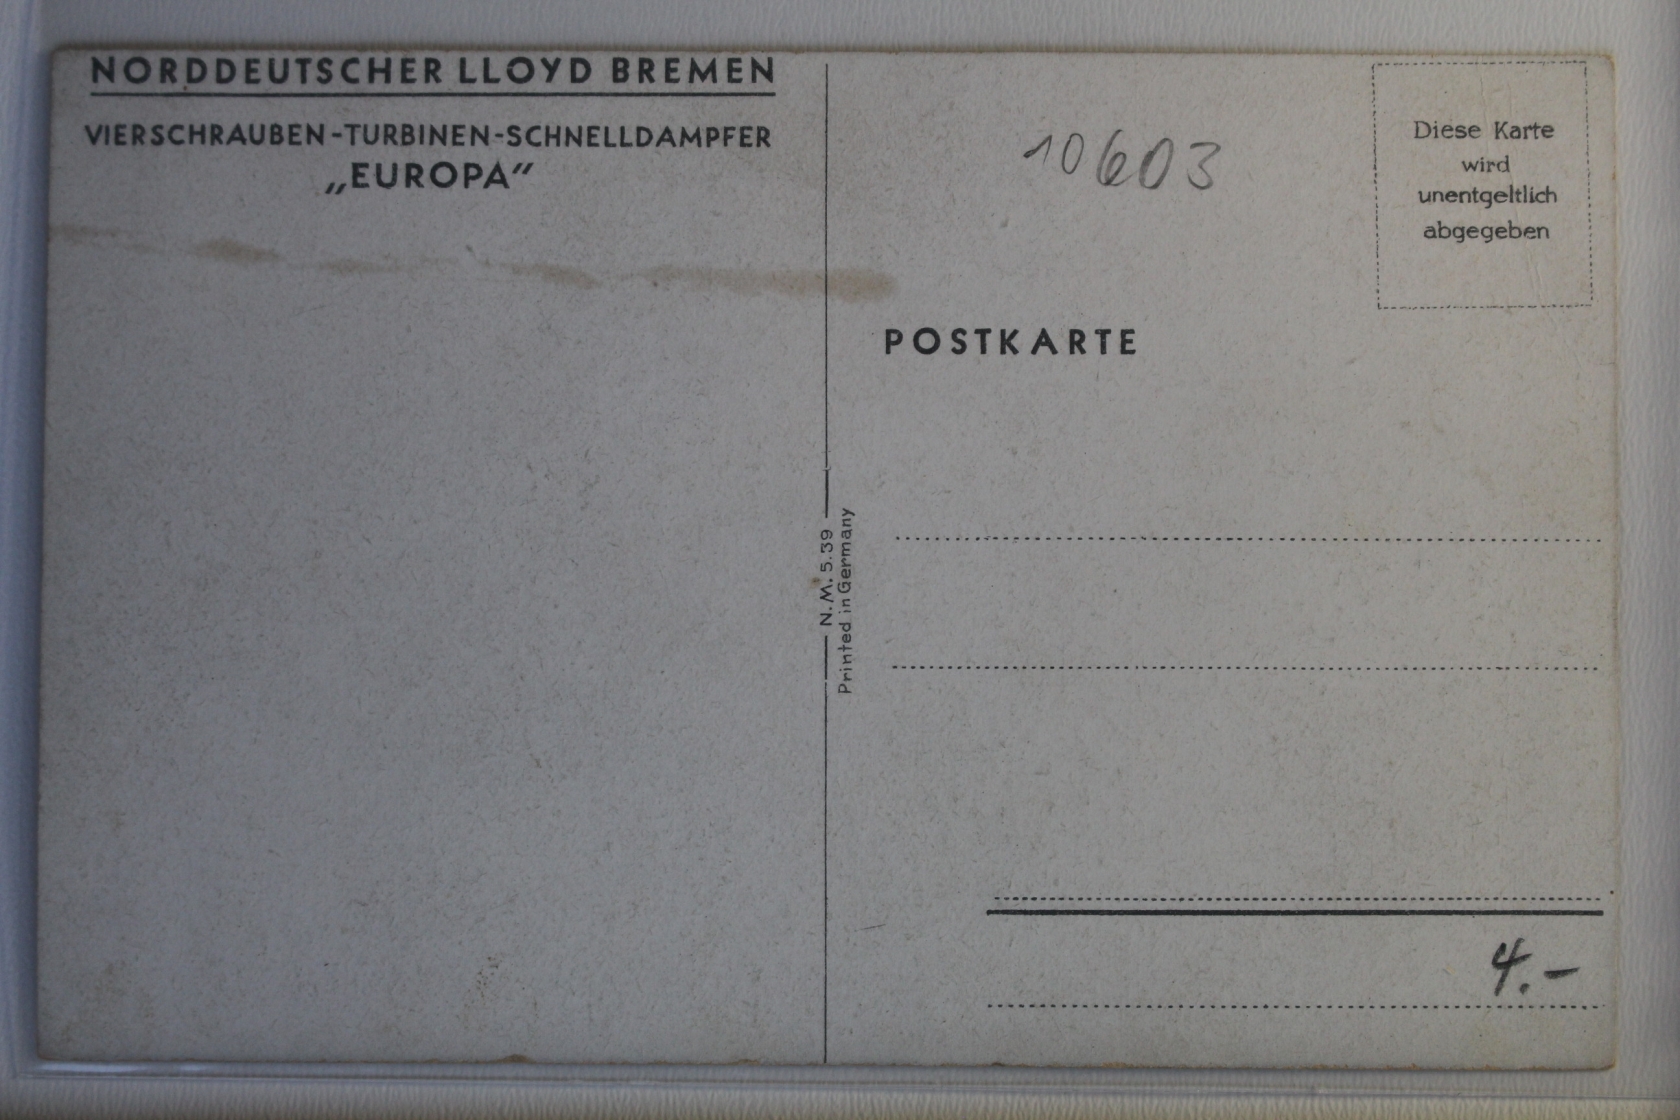 NORDDEUTSCHER LLOYD BREMEN
VIERSCHRAUBEN-TURBINEN-SCHNELLDAMPFER
„EUROPA"
10603
Diese Karte
wird
unentgeltlich
abgegeben
POSTKARTE
N.M. 5.39
Printed in Germany
4.-